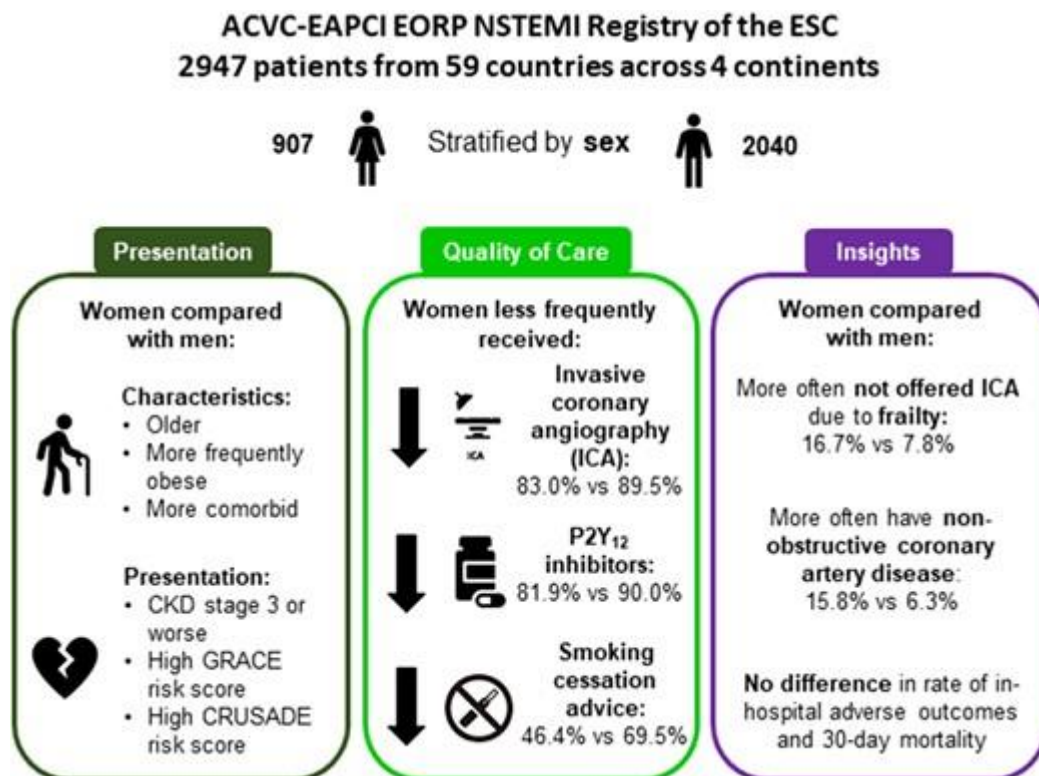 ACVC-EAPCI EORP NSTEMI Registry of the ESC
2947 patients from 59 countries across 4 continents
907 Stratified by sex 2040
Presentation
Women compared
with men:
Characteristics:
• Older
• More frequently
obese
• More comorbid
Presentation:
• CKD stage 3 or
worse
• High GRACE
risk score
• High CRUSADE
risk score
Quality of Care
Women less frequently
received:
Invasive
coronary
angiography
(ICA):
83.0% vs 89.5%
ICA
P2Y₁₂
inhibitors:
81.9% vs 90.0%
Smoking
cessation
advice:
46.4% vs 69.5%
Insights
Women compared
with men:
More often not offered ICA
due to frailty:
16.7% vs 7.8%
More often have non-
obstructive coronary
artery disease:
15.8% vs 6.3%
No difference in rate of in-
hospital adverse outcomes
and 30-day mortality